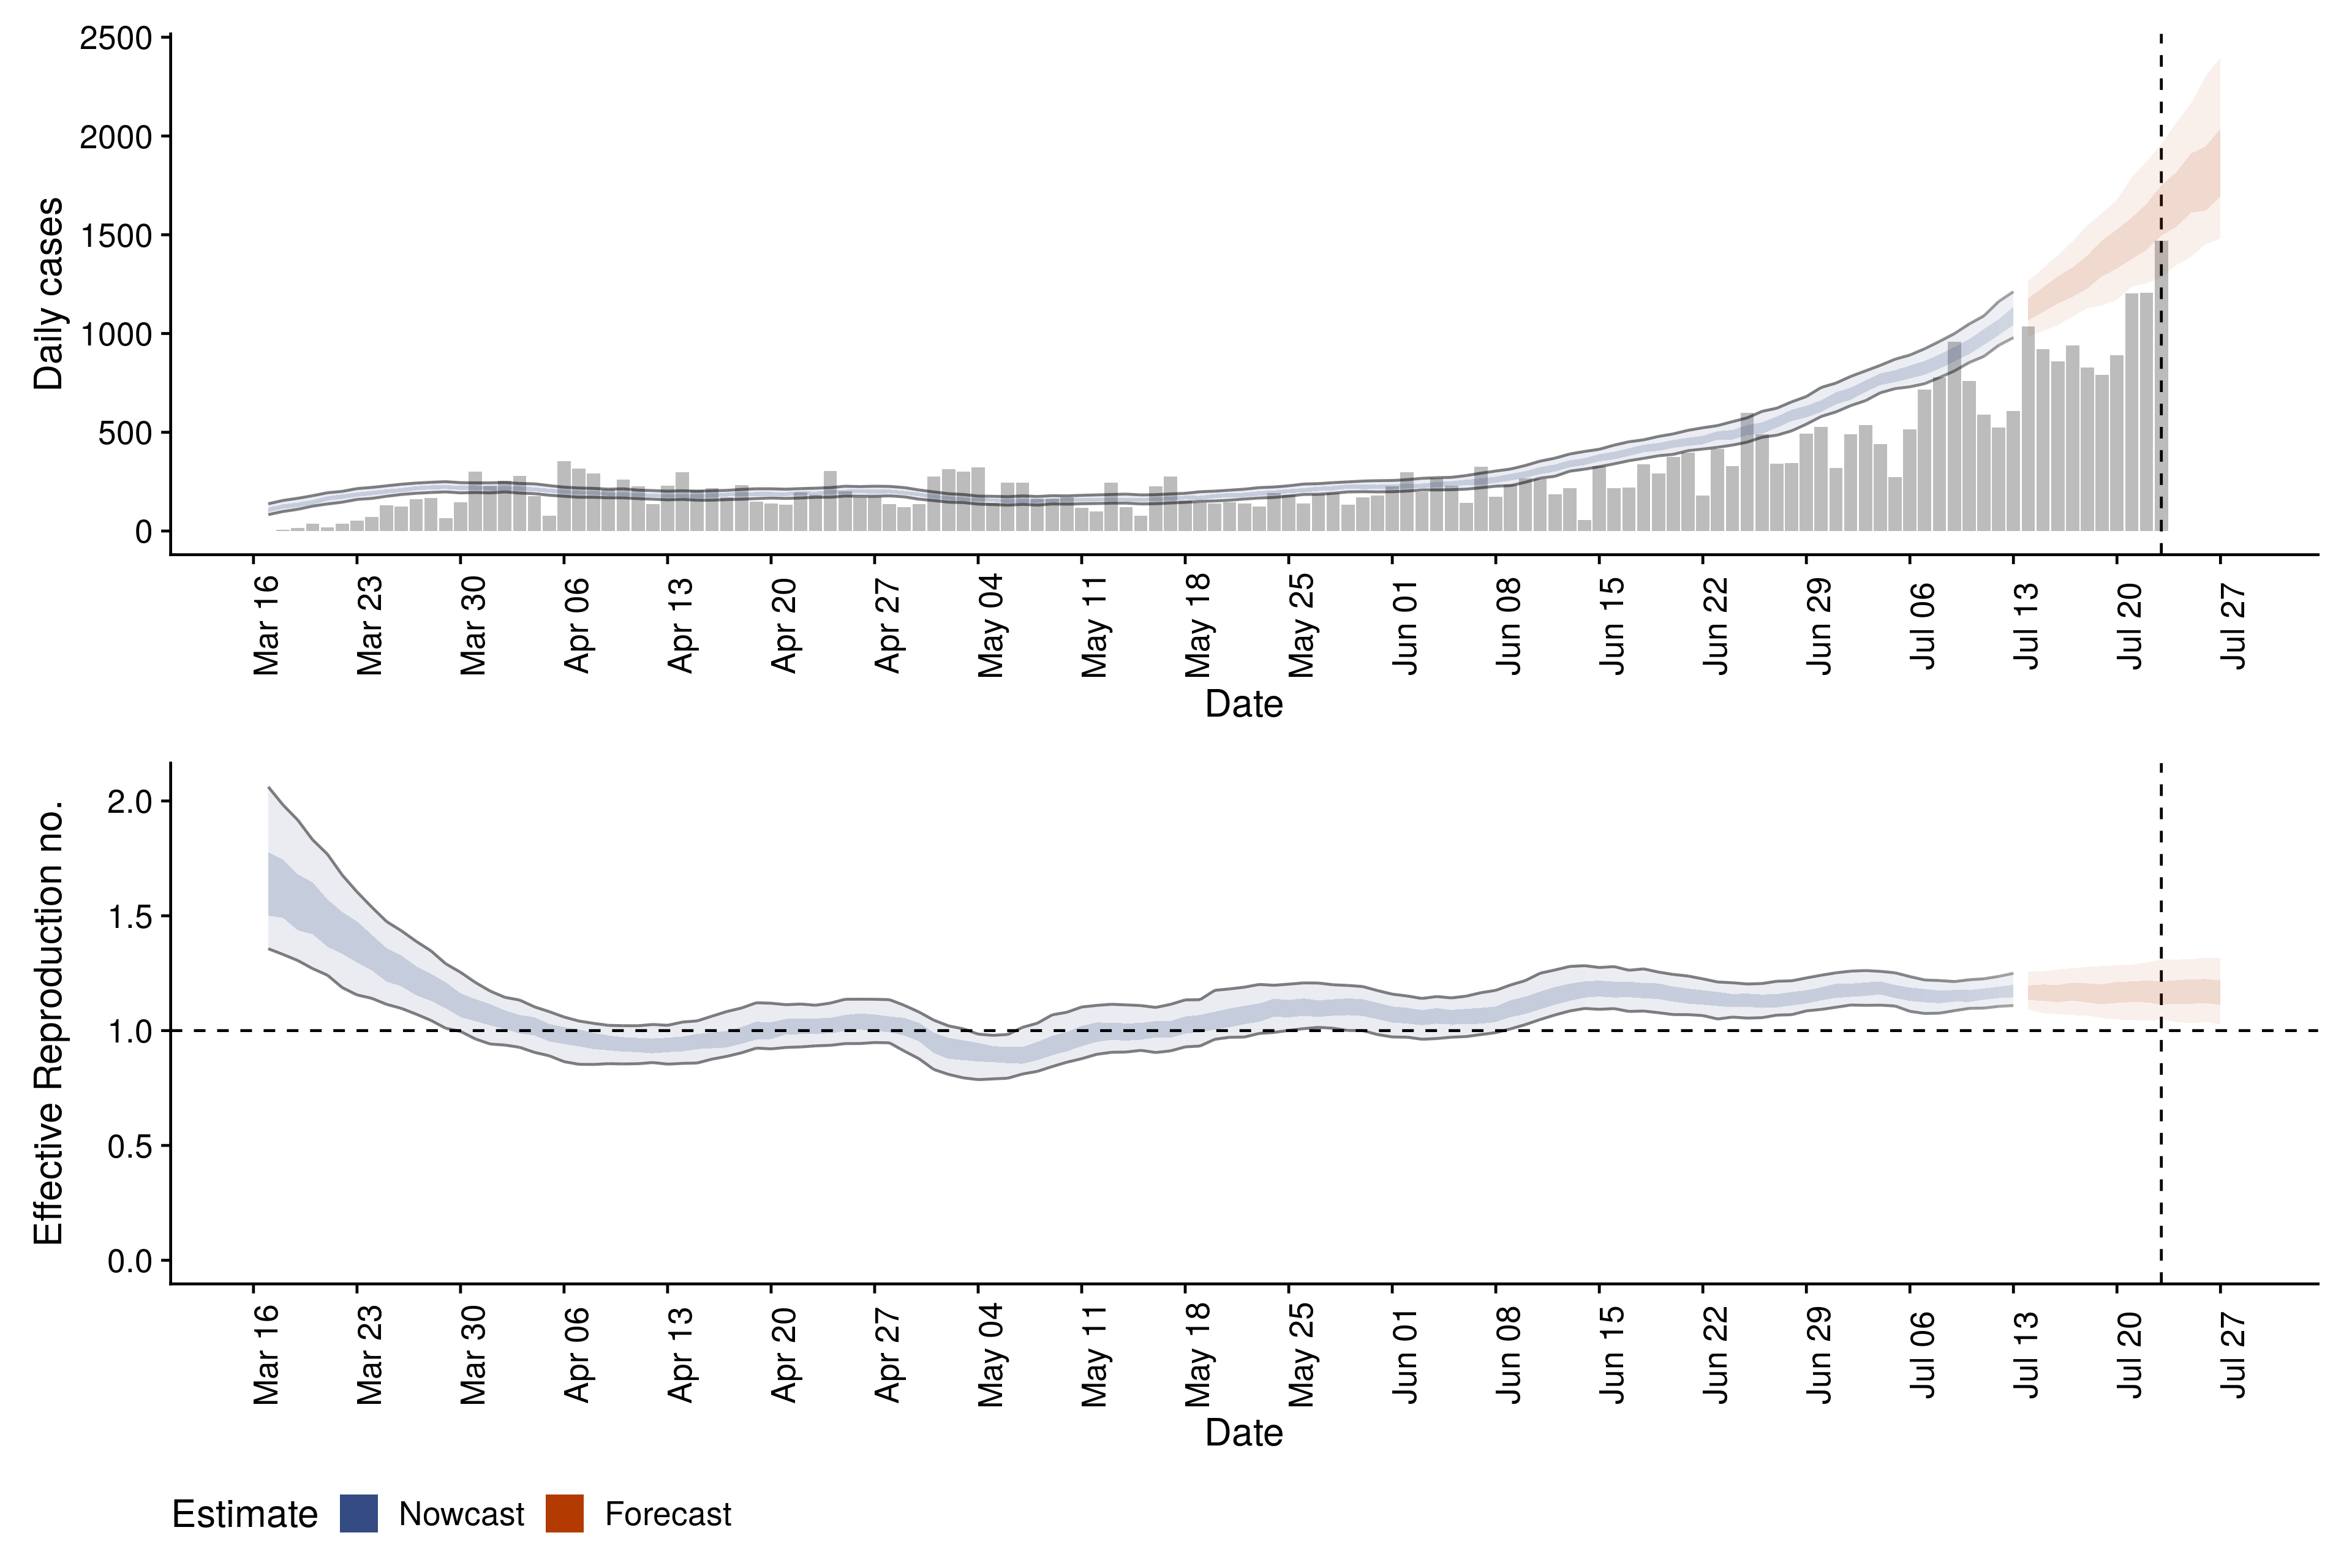 2500
2000
1500
1000
500
0
Daily cases
Mar 16 Mar 23 Mar 30 Apr 06 Apr 13 Apr 20 Apr 27 May 04 May 11 May 18 May 25 Jun 01 Jun 08 Jun 15 Jun 22 Jun 29 Jul 06 Jul 13 Jul 20 Jul 27
Date
2.0
1.5
1.0
0.5
0.0
Effective Reproduction no.
Mar 16 Mar 23 Mar 30 Apr 06 Apr 13 Apr 20 Apr 27 May 04 May 11 May 18 May 25 Jun 01 Jun 08 Jun 15 Jun 22 Jun 29 Jul 06 Jul 13 Jul 20 Jul 27
Date
Estimate Nowcast Forecast